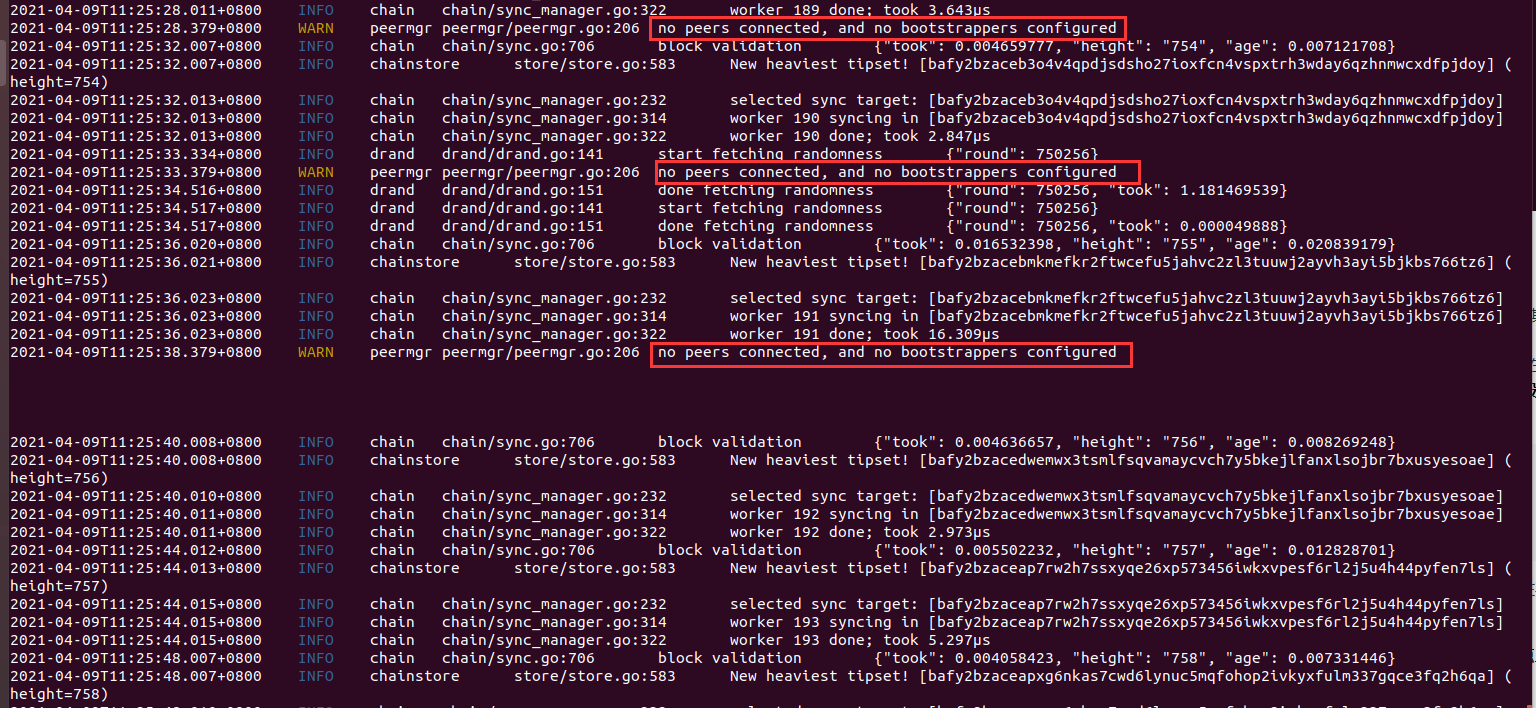 2021-04-09T11:25:28.011+0800 INFO chain chain/sync_manager.go:322 worker 189 done; took 3.643µs
2021-04-09T11:25:28.379+0800 WARN peermgr peermgr/peermgr.go:206 no peers connected, and no bootstrappers configured
2021-04-09T11:25:32.007+0800 INFO chain chain/sync.go:706 block validation {"took": 0.004659777, "height": "754", "age": 0.007121708}
2021-04-09T11:25:32.007+0800 INFO chainstore store/store.go:583 New heaviest tipset! [bafy2bzaceb3o4v4qpdjsdsho27ioxfcn4vspxtrh3wday6qzhnmwcxdfpjdoy] (
height=754)
2021-04-09T11:25:32.013+0800 INFO chain chain/sync_manager.go:232 selected sync target: [bafy2bzaceb3o4v4qpdjsdsho27ioxfcn4vspxtrh3wday6qzhnmwcxdfpjdoy]
2021-04-09T11:25:32.013+0800 INFO chain chain/sync_manager.go:314 worker 190 syncing in [bafy2bzaceb3o4v4qpdjsdsho27ioxfcn4vspxtrh3wday6qzhnmwcxdfpjdoy]
2021-04-09T11:25:32.013+0800 INFO chain chain/sync_manager.go:322 worker 190 done; took 2.847µs
2021-04-09T11:25:33.334+0800 INFO drand drand/drand.go:141 start fetching randomness {"round": 750256}
2021-04-09T11:25:33.379+0800 WARN peermgr peermgr/peermgr.go:206 no peers connected, and no bootstrappers configured
2021-04-09T11:25:34.516+0800 INFO drand drand/drand.go:151 done fetching randomness {"round": 750256, "took": 1.181469539}
2021-04-09T11:25:34.517+0800 INFO drand drand/drand.go:141 start fetching randomness {"round": 750256}
2021-04-09T11:25:34.517+0800 INFO drand drand/drand.go:151 done fetching randomness {"round": 750256, "took": 0.000049888}
2021-04-09T11:25:36.020+0800 INFO chain chain/sync.go:706 block validation {"took": 0.016532398, "height": "755", "age": 0.020839179}
2021-04-09T11:25:36.021+0800 INFO chainstore store/store.go:583 New heaviest tipset! [bafy2bzacebmkmefkr2ftwcefu5jahvc2zl3tuuwj2ayvh3ayi5bjkbs766tz6] (
height=755)
2021-04-09T11:25:36.023+0800 INFO chain chain/sync_manager.go:232 selected sync target: [bafy2bzacebmkmefkr2ftwcefu5jahvc2zl3tuuwj2ayvh3ayi5bjkbs766tz6]
2021-04-09T11:25:36.023+0800 INFO chain chain/sync_manager.go:314 worker 191 syncing in [bafy2bzacebmkmefkr2ftwcefu5jahvc2zl3tuuwj2ayvh3ayi5bjkbs766tz6]
2021-04-09T11:25:36.023+0800 INFO chain chain/sync_manager.go:322 worker 191 done; took 16.309µs
2021-04-09T11:25:38.379+0800 WARN peermgr peermgr/peermgr.go:206 no peers connected, and no bootstrappers configured
2021-04-09T11:25:40.008+0800 INFO chain chain/sync.go:706 block validation {"took": 0.004636657, "height": "756", "age": 0.008269248}
2021-04-09T11:25:40.008+0800 INFO chainstore store/store.go:583 New heaviest tipset! [bafy2bzacedwemwx3tsmlfsqvamaycvch7y5bkejlfanxlsojbr7bxusyesoae] (
height=756)
2021-04-09T11:25:40.010+0800 INFO chain chain/sync_manager.go:232 selected sync target: [bafy2bzacedwemwx3tsmlfsqvamaycvch7y5bkejlfanxlsojbr7bxusyesoae]
2021-04-09T11:25:40.011+0800 INFO chain chain/sync_manager.go:314 worker 192 syncing in [bafy2bzacedwemwx3tsmlfsqvamaycvch7y5bkejlfanxlsojbr7bxusyesoae]
2021-04-09T11:25:40.011+0800 INFO chain chain/sync_manager.go:322 worker 192 done; took 2.973µs
2021-04-09T11:25:44.012+0800 INFO chain chain/sync.go:706 block validation {"took": 0.005502232, "height": "757", "age": 0.012828701}
2021-04-09T11:25:44.013+0800 INFO chainstore store/store.go:583 New heaviest tipset! [bafy2bzaceap7rw2h7ssxyqe26xp573456iwkxvpesf6rl2j5u4h44pyfen7ls] (
height=757)
2021-04-09T11:25:44.015+0800 INFO chain chain/sync_manager.go:232 selected sync target: [bafy2bzaceap7rw2h7ssxyqe26xp573456iwkxvpesf6rl2j5u4h44pyfen7ls]
2021-04-09T11:25:44.015+0800 INFO chain chain/sync_manager.go:314 worker 193 syncing in [bafy2bzaceap7rw2h7ssxyqe26xp573456iwkxvpesf6rl2j5u4h44pyfen7ls]
2021-04-09T11:25:44.015+0800 INFO chain chain/sync_manager.go:322 worker 193 done; took 5.297µs
2021-04-09T11:25:48.007+0800 INFO chain chain/sync.go:706 block validation {"took": 0.004058423, "height": "758", "age": 0.007331446}
2021-04-09T11:25:48.007+0800 INFO chainstore store/store.go:583 New heaviest tipset! [bafy2bzaceapxg6nkas7cwd6lynuc5mqfohop2ivkyxfulm337gqce3fq2h6qa] (
height=758)